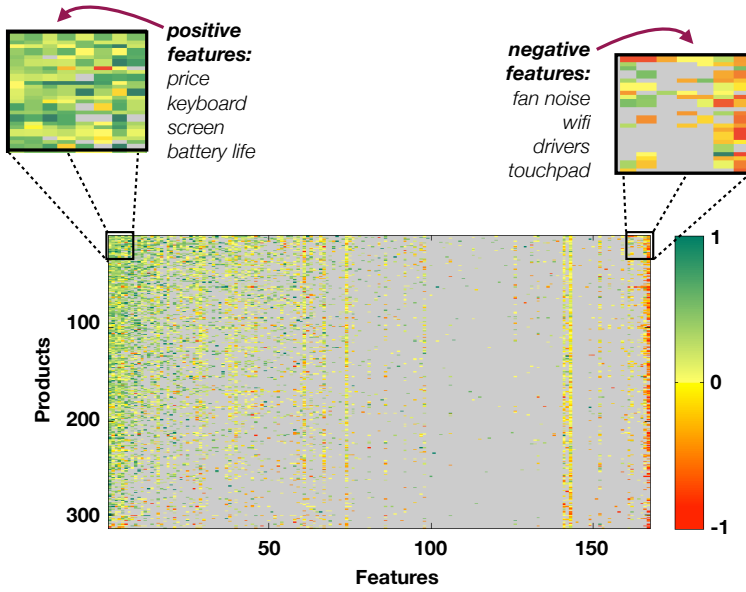 positive
features:
price
keyboard
screen
battery life
negative
features:
fan noise
wifi
drivers
touchpad
1
0
-1
100
200
300
Products
50
100
150
Features